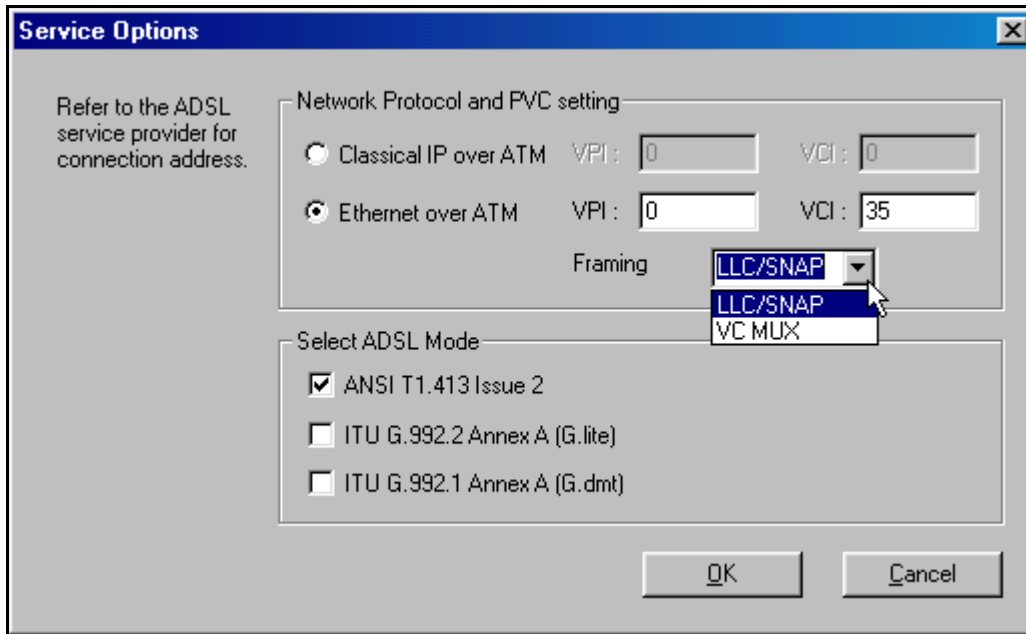 Service Options
Refer to the ADSL
service provider for
connection address.
Network Protocol and PVC setting
Classical IP over ATM VPI : 0 VCI : 0
Ethernet over ATM VPI : 0 VCI : 35
Framing LLC/SNAP
LLC/SNAP
VC MUX
Select ADSL Mode
ANSI T1.413 Issue 2
ITU G.992.2 Annex A (G.lite)
ITU G.992.1 Annex A (G.dmt)
OK Cancel